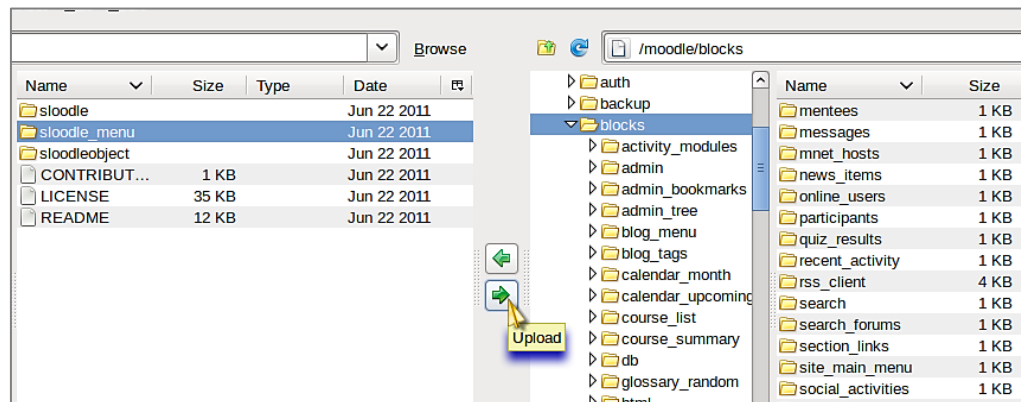 Browse
/moodle/blocks
Name Size Type Date
sloodle Jun 22 2011
sloodle_menu Jun 22 2011
sloodleobject Jun 22 2011
CONTRIBUT... 1 KB Jun 22 2011
LICENSE 35 KB Jun 22 2011
README 12 KB Jun 22 2011
Upload
auth
backup
blocks
activity_modules
admin
admin_bookmarks
admin_tree
blog_menu
blog_tags
calendar_month
calendar_upcoming
course_list
course_summary
db
glossary_random
html
Name Size
mentees 1 KB
messages 1 KB
mnet_hosts 1 KB
news_items 1 KB
online_users 1 KB
participants 1 KB
quiz_results 1 KB
recent_activity 1 KB
rss_client 4 KB
search 1 KB
search_forums 1 KB
section_links 1 KB
site_main_menu 1 KB
social_activities 1 KB